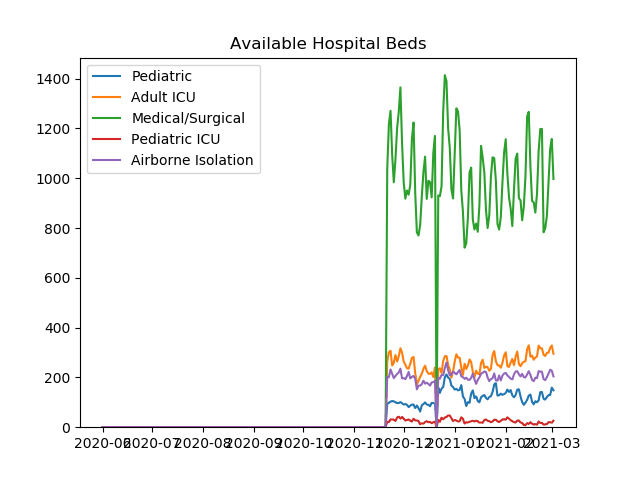 Available Hospital Beds
Pediatric
Adult ICU
Medical/Surgical
Pediatric ICU
Airborne Isolation
1400
1200
1000
800
600
400
200
0
2020-06 2020-07 2020-08 2020-09 2020-10 2020-11 2020-12 2021-01 2021-02 2021-03